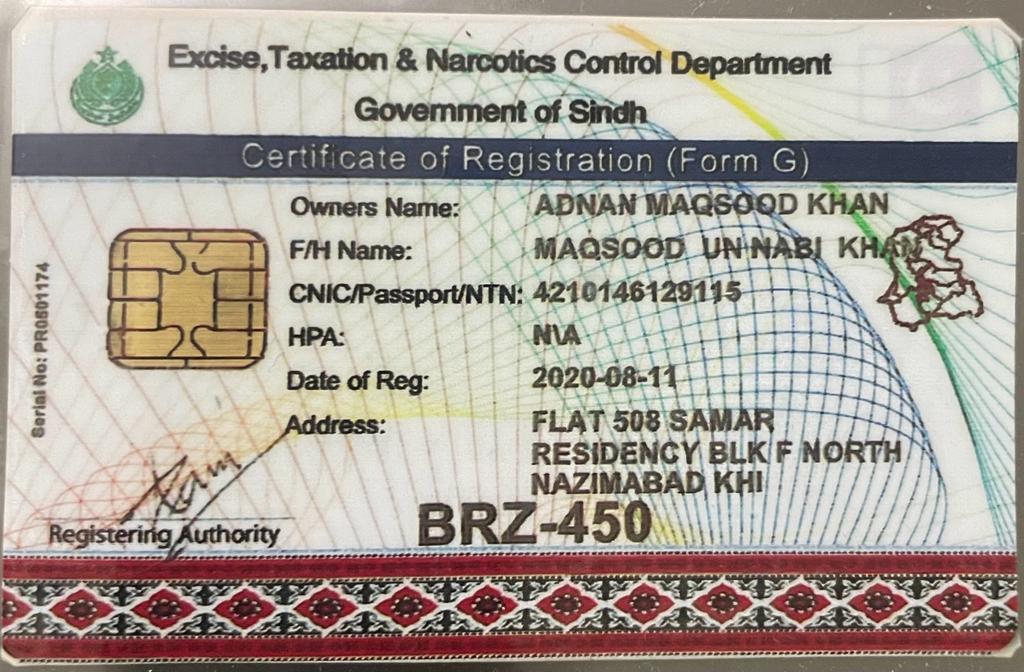 Excise,Taxation & Narcotics Control Department
Government of Sindh
Certificate of Registration (Form G)
Owners Name: ADNAN MAQSOOD KHAN
F/H Name: MAQSOOD UN NABI KHAN
CNIC/Passport/NTN: 4210146129115
HPA: N\A
Date of Reg: 2020-08-11
Address: FLAT 508 SAMAR
RESIDENCY BLK F NORTH
NAZIMABAD KHI
BRZ-450
Registering Authority
Serial No: PR0601174